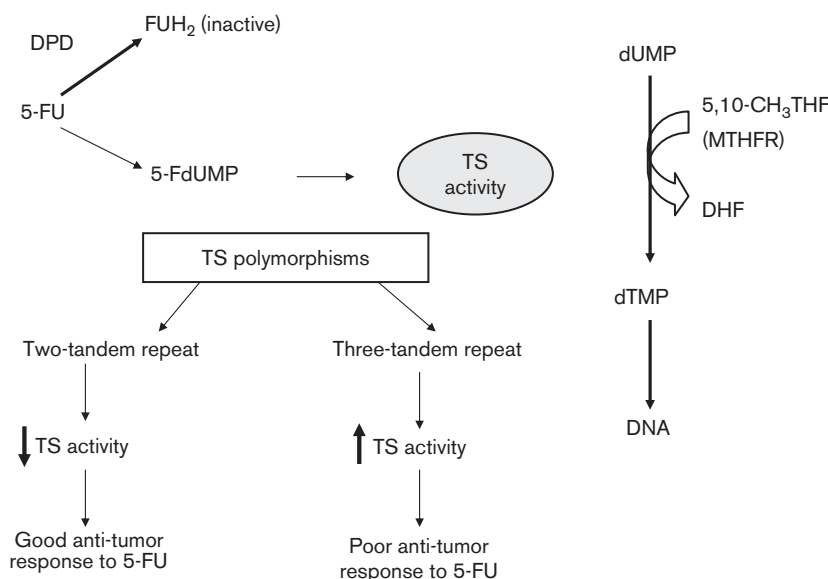 FUH₂ (inactive)
DPD
5-FU
5-FdUMP
TS
activity
dUMP
5,10-CH₃THF
(MTHFR)
DHF
dTMP
DNA
TS polymorphisms
Two-tandem repeat
TS activity
Good anti-tumor
response to 5-FU
Three-tandem repeat
TS activity
Poor anti-tumor
response to 5-FU